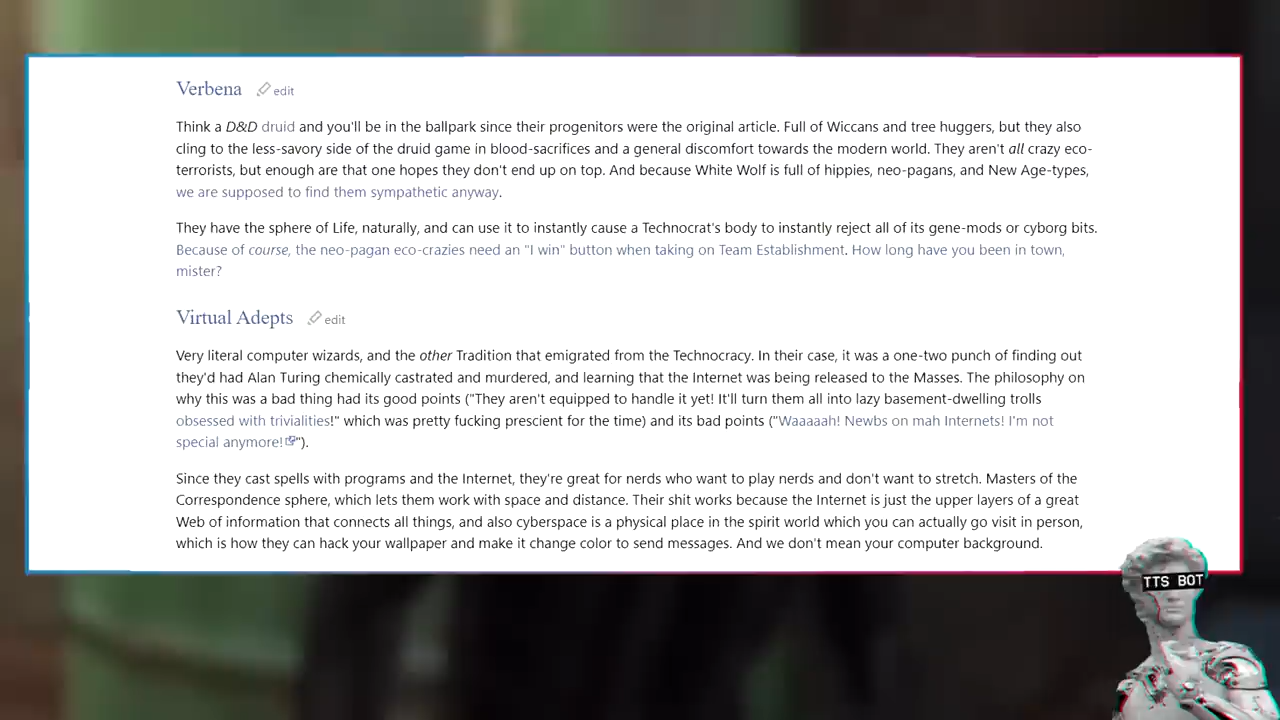 Verbena edit
Think a D&D druid and you'll be in the ballpark since their progenitors were the original article. Full of Wiccans and tree huggers, but they also
cling to the less-savory side of the druid game in blood-sacrifices and a general discomfort towards the modern world. They aren't all crazy eco-
terrorists, but enough are that one hopes they don't end up on top. And because White Wolf is full of hippies, neo-pagans, and New Age-types,
we are supposed to find them sympathetic anyway.
They have the sphere of Life, naturally, and can use it to instantly cause a Technocrat's body to instantly reject all of its gene-mods or cyborg bits.
Because of course, the neo-pagan eco-crazies need an "I win" button when taking on Team Establishment. How long have you been in town,
mister?
Virtual Adepts edit
Very literal computer wizards, and the other Tradition that emigrated from the Technocracy. In their case, it was a one-two punch of finding out
they'd had Alan Turing chemically castrated and murdered, and learning that the Internet was being released to the Masses. The philosophy on
why this was a bad thing had its good points ("They aren't equipped to handle it yet! It'll turn them all into lazy basement-dwelling trolls
obsessed with trivialities!" which was pretty fucking prescient for the time) and its bad points ("Waaaaah! Newbs on mah Internets! I'm not
special anymore!").
Since they cast spells with programs and the Internet, they're great for nerds who want to play nerds and don't want to stretch. Masters of the
Correspondence sphere, which lets them work with space and distance. Their shit works because the Internet is just the upper layers of a great
Web of information that connects all things, and also cyberspace is a physical place in the spirit world which you can actually go visit in person,
which is how they can hack your wallpaper and make it change color to send messages. And we don't mean your computer background.
TTS BOT